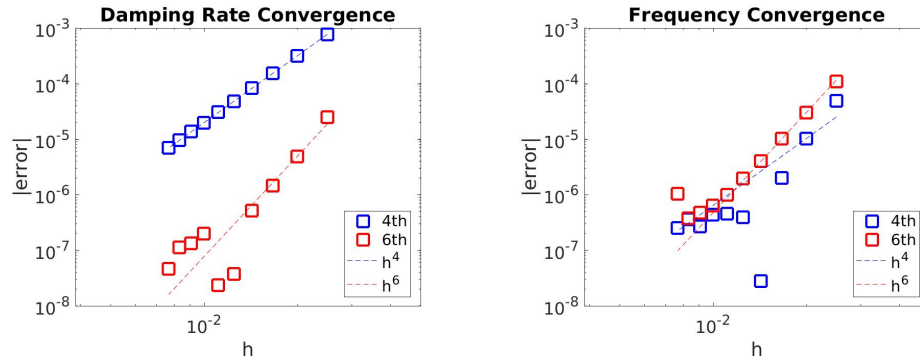 Damping Rate Convergence
|error|
10^-3
10^-4
10^-5
10^-6
10^-7
10^-8
4th
6th
h^4
h^6
10^-2
h
Frequency Convergence
|error|
10^-3
10^-4
10^-5
10^-6
10^-7
10^-8
4th
6th
h^4
h^6
10^-2
h